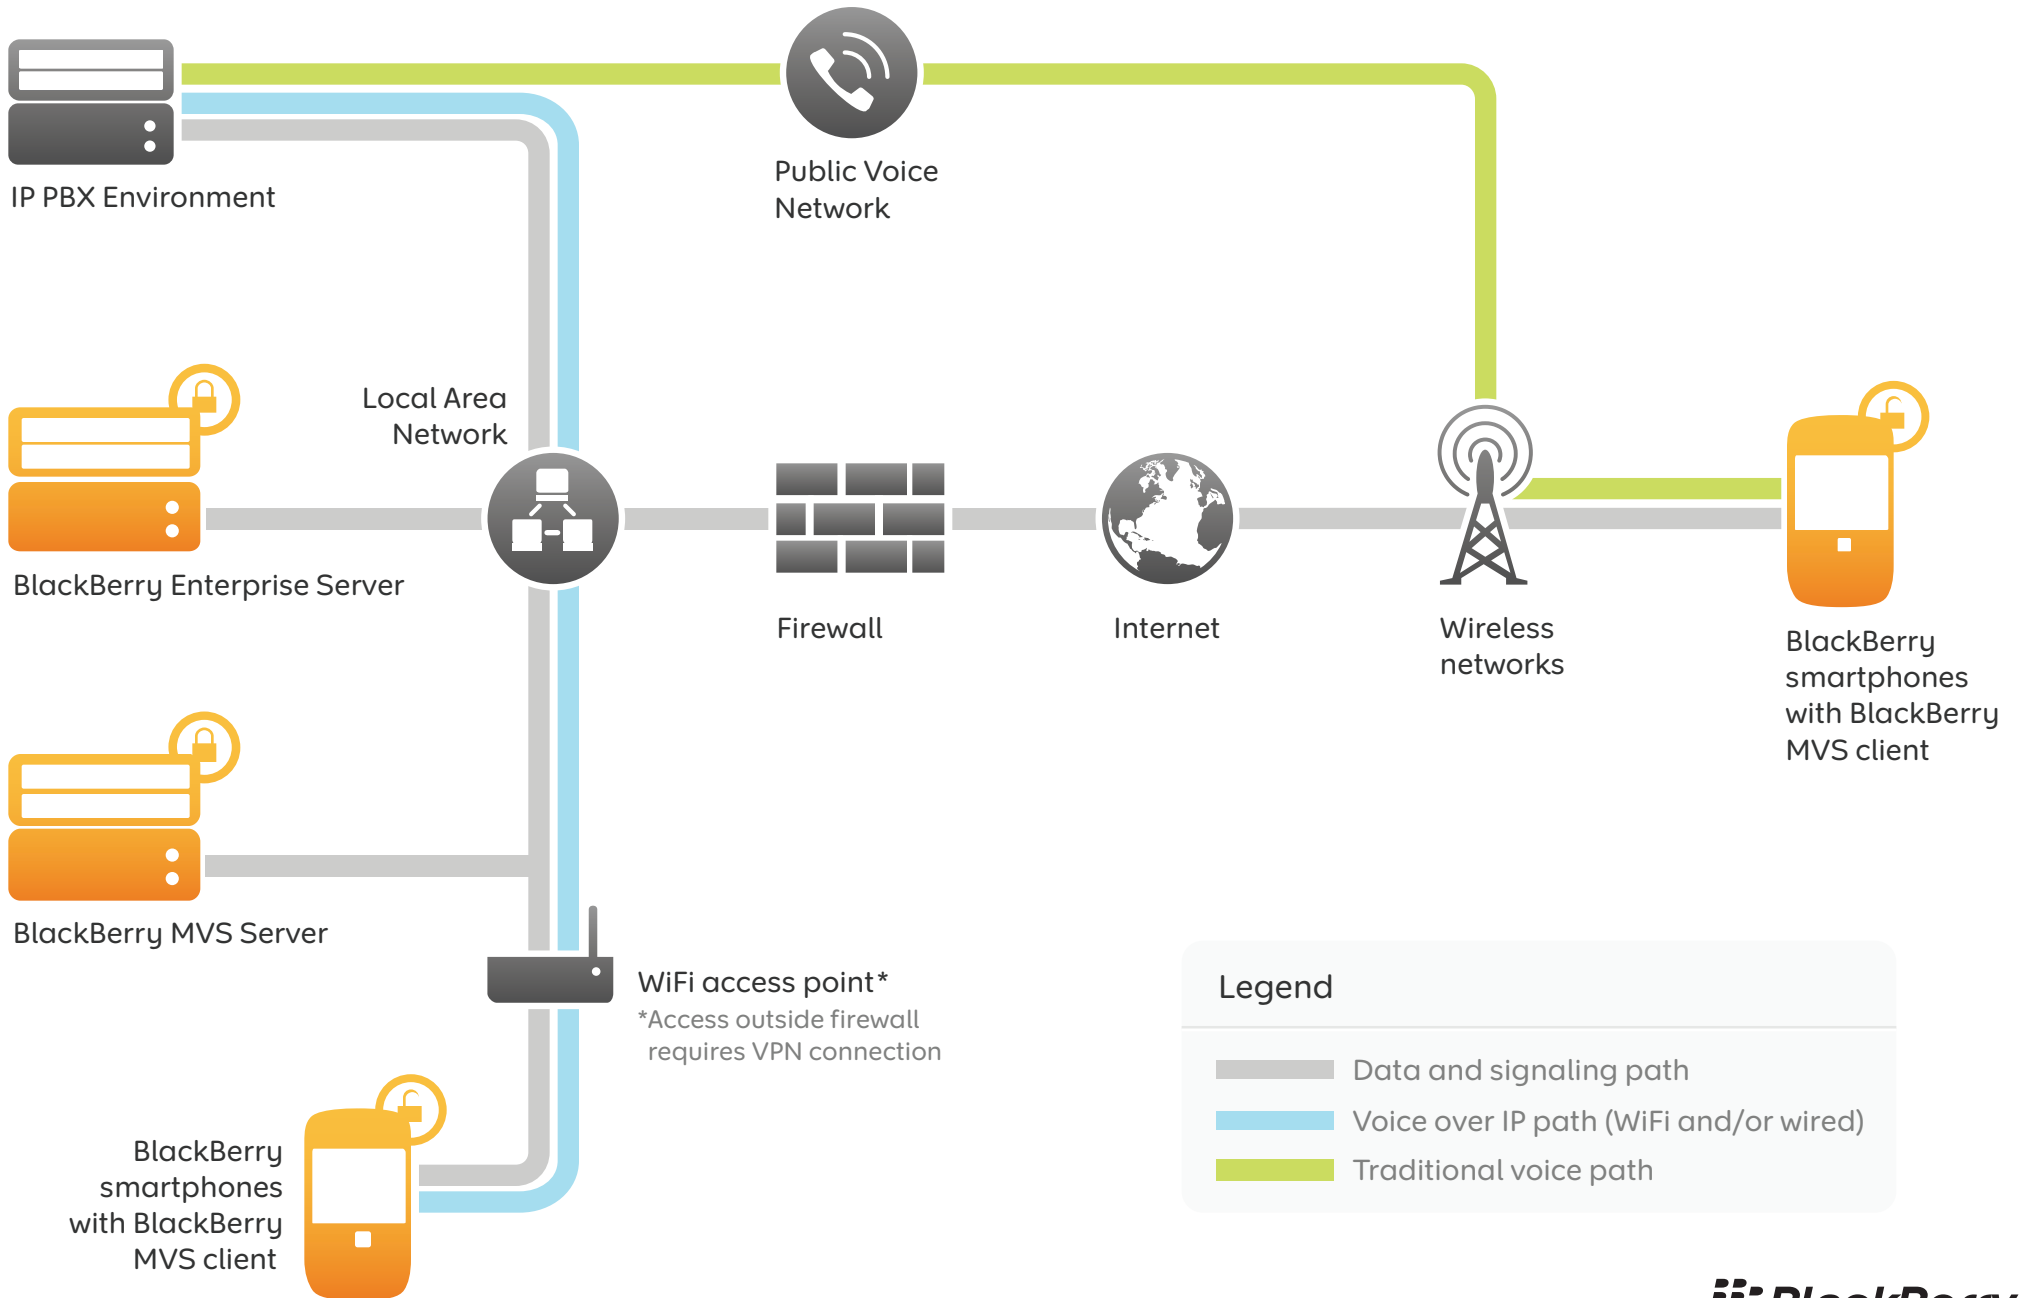 Public Voice
Network
IP PBX Environment
Local Area
Network
BlackBerry Enterprise Server
Firewall
Internet
Wireless
networks
BlackBerry
smartphones
with BlackBerry
MVS client
BlackBerry MVS Server
WiFi access point*
*Access outside firewall
requires VPN connection
Legend
Data and signaling path
Voice over IP path (WiFi and/or wired)
Traditional voice path
BlackBerry
smartphones
with BlackBerry
MVS client
BlackBerry